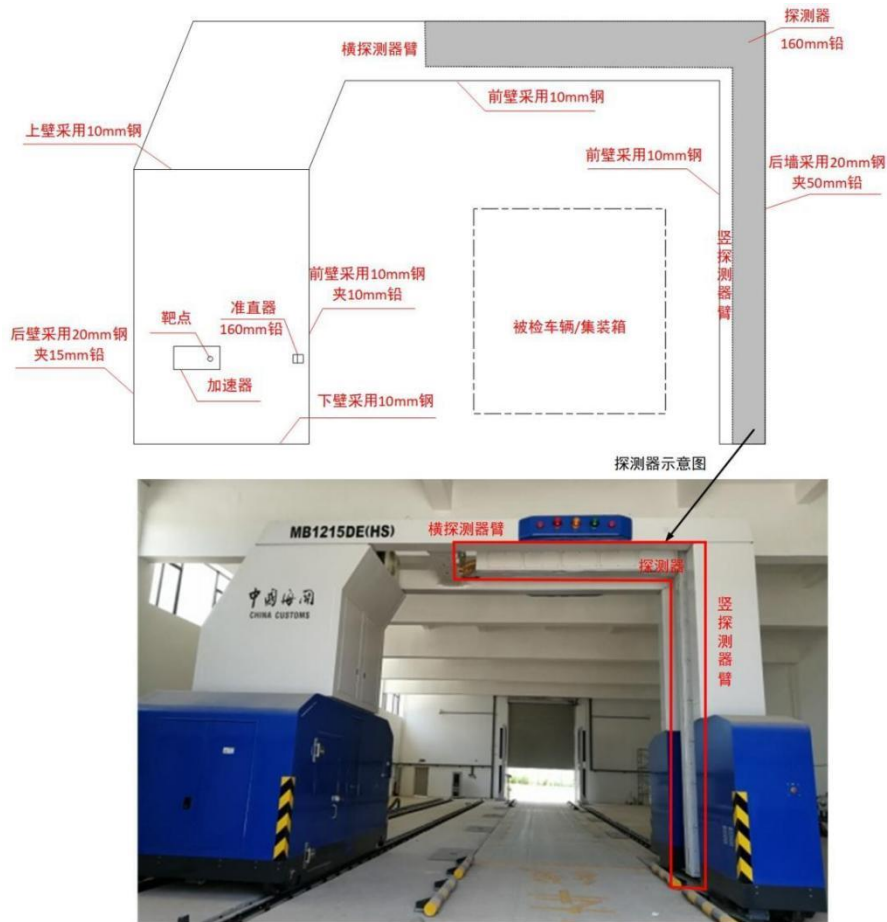 探测器
160mm铅
横探测器臂
前壁采用10mm钢
上壁采用10mm钢
前壁采用10mm钢
后墙采用20mm钢
夹50mm铅
竖探测器臂
前壁采用10mm钢
夹10mm铅
准直器
160mm铅
靶点
后壁采用20mm钢
夹15mm铅
被检车辆/集装箱
加速器
下壁采用10mm钢
探测器示意图
MB1215DE(HS)
横探测器臂
探测器
中国海关
CHINA CUSTOMS
竖探测器臂